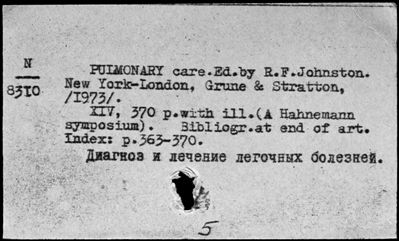 N
8310
PULMONARY care.Ed.by R.F.Johnston.
New York-London, Grune & Stratton,
/1973/.
XIV, 370 p.with ill.(A Hahnemann
symposium). Bibliogr.at end of art.
Index: p.363-370.
Диагноз и лечение легочных болезней.
5